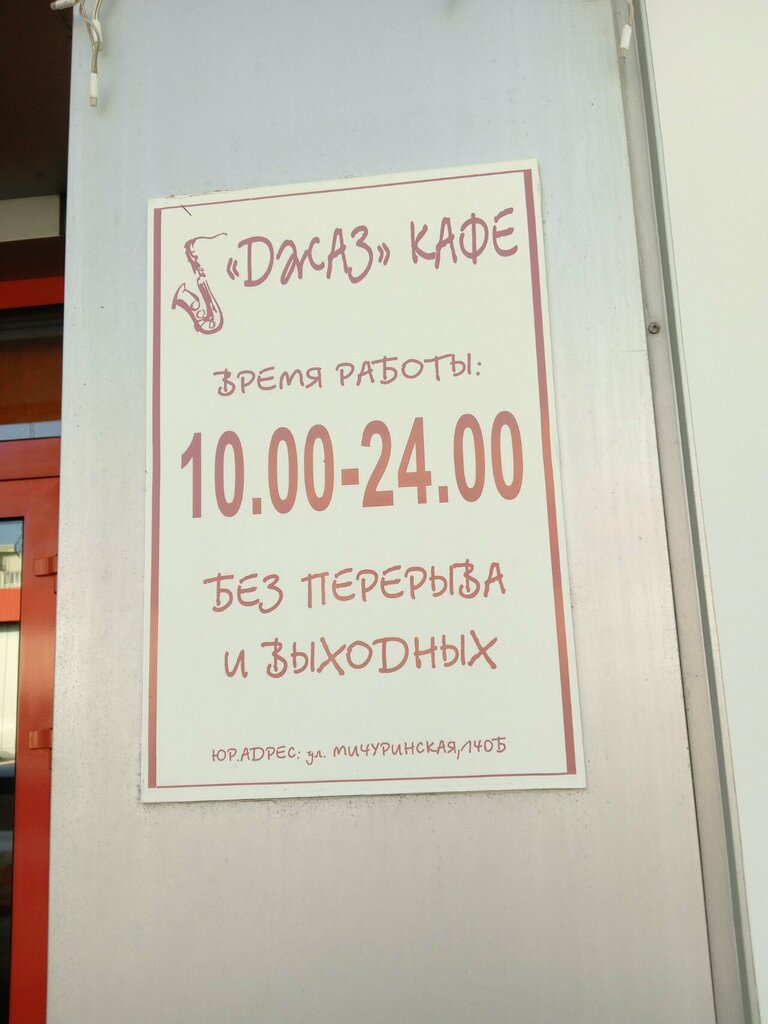 «ДЖАЗ» КАФЕ
ВРЕМЯ РАБОТЫ:
10.00-24.00
БЕЗ ПЕРЕРЫВА
И ВЫХОДНЫХ
ЮР.АДРЕС: ул. МИЧУРИНСКАЯ,140Б